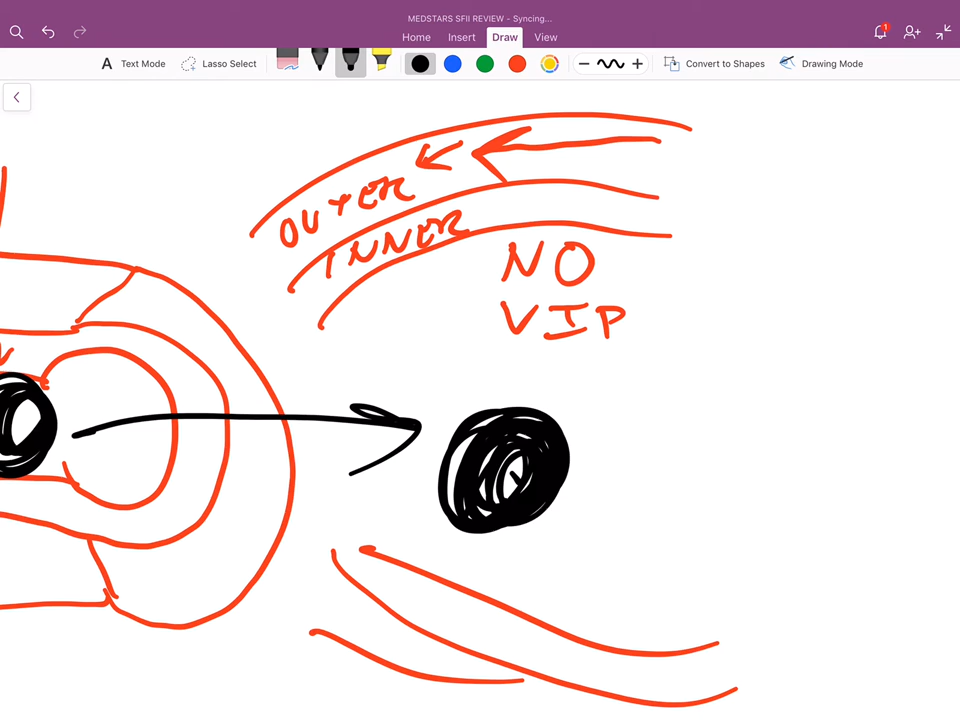 MEDSTARS SFII REVIEW - Syncing...
Home Insert Draw View
1
A Text Mode Lasso Select Convert to Shapes Drawing Mode
OUTER
INNER
NO
VIP